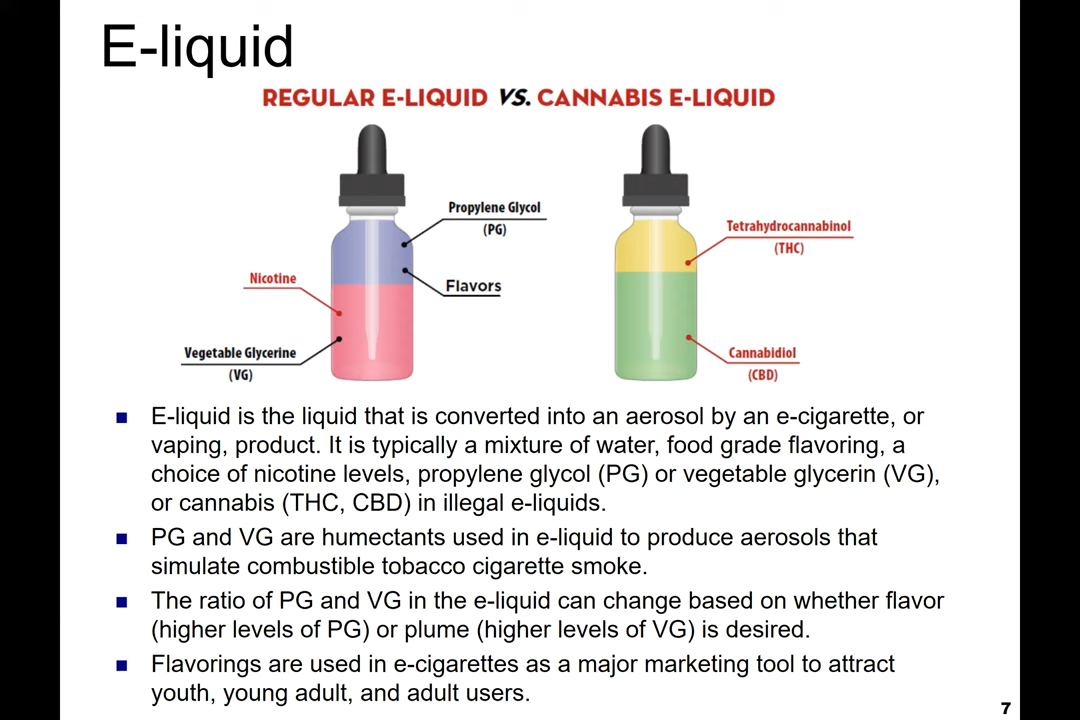 E-liquid
REGULAR E-LIQUID VS. CANNABIS E-LIQUID
Propylene Glycol
(PG)
Flavors
Nicotine
Vegetable Glycerine
(VG)
Tetrahydrocannabinol
(THC)
Cannabidiol
(CBD)
E-liquid is the liquid that is converted into an aerosol by an e-cigarette, or
vaping, product. It is typically a mixture of water, food grade flavoring, a
choice of nicotine levels, propylene glycol (PG) or vegetable glycerin (VG),
or cannabis (THC, CBD) in illegal e-liquids.
PG and VG are humectants used in e-liquid to produce aerosols that
simulate combustible tobacco cigarette smoke.
The ratio of PG and VG in the e-liquid can change based on whether flavor
(higher levels of PG) or plume (higher levels of VG) is desired.
Flavorings are used in e-cigarettes as a major marketing tool to attract
youth, young adult, and adult users.
7